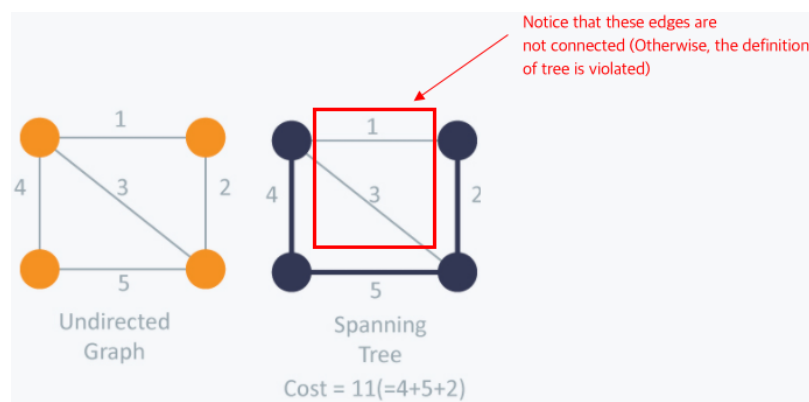 Notice that these edges are
not connected (Otherwise, the definition
of tree is violated)
1
4
3
2
5
Undirected
Graph
1
4
3
2
5
Spanning
Tree
Cost = 11(=4+5+2)